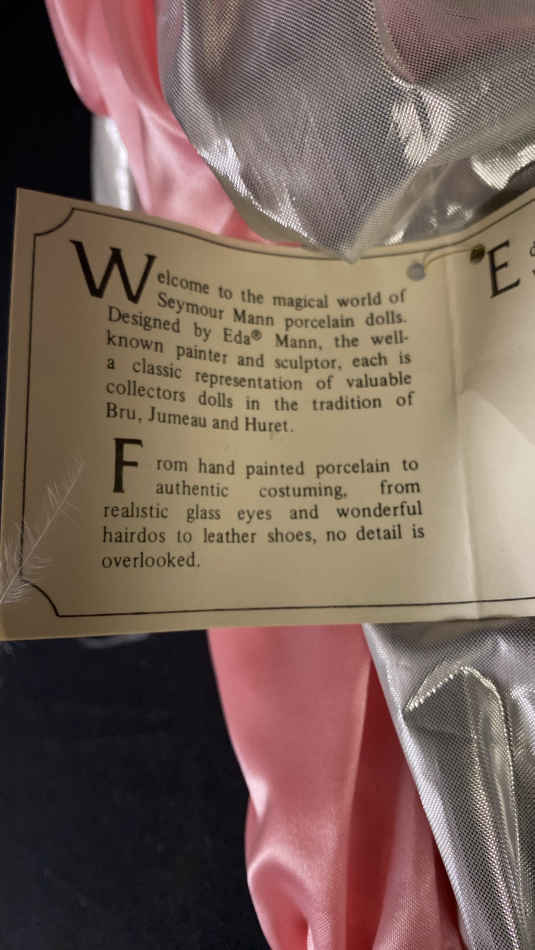 Welcome to the magical world of
Seymour Mann porcelain dolls.
Designed by Eda® Mann, the well-
known painter and sculptor, each is
a classic representation of valuable
collectors dolls in the tradition of
Bru, Jumeau and Huret.
From hand painted porcelain to
authentic costuming, from
realistic glass eyes and wonderful
hairdos to leather shoes, no detail is
overlooked.
E